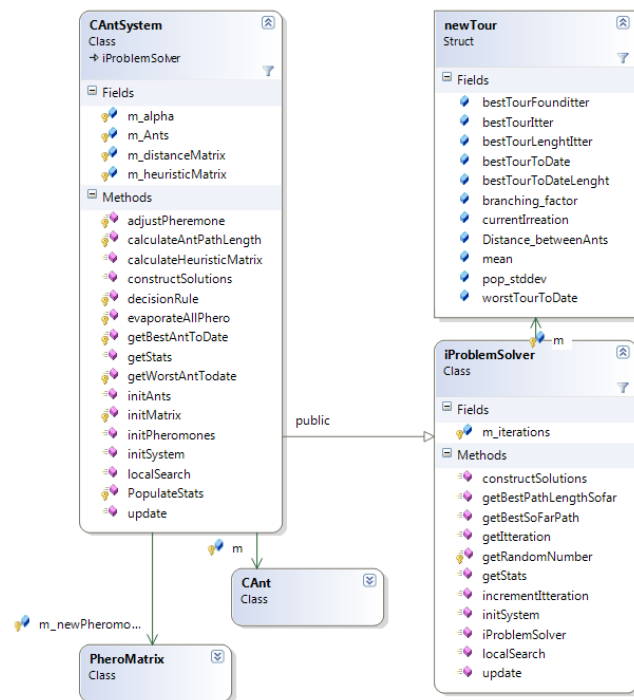 CAntSystem
Class
iProblemSolver
Fields
m_alpha
m_Ants
m_distanceMatrix
m_heuristicMatrix
Methods
adjustPheremone
calculateAntPathLength
calculateHeuristicMatrix
constructSolutions
decisionRule
evaporateAllPhero
getBestAntToDate
getStats
getWorstAntTodate
initAnts
initMatrix
initPheromones
initSystem
localSearch
PopulateStats
update
newTour
Struct
Fields
bestTourFounditter
bestTourItter
bestTourLenghtItter
bestTourToDate
bestTourToDateLenght
branching_factor
currentIrreation
Distance_betweenAnts
mean
pop_stddev
worstTourToDate
m
iProblemSolver
Class
Fields
m_iterations
Methods
constructSolutions
getBestPathLengthSofar
getBestSoFarPath
getItteration
getRandomNumber
getStats
incrementItteration
initSystem
iProblemSolver
localSearch
update
public
m
CAnt
Class
m_newPheromo...
PheroMatrix
Class